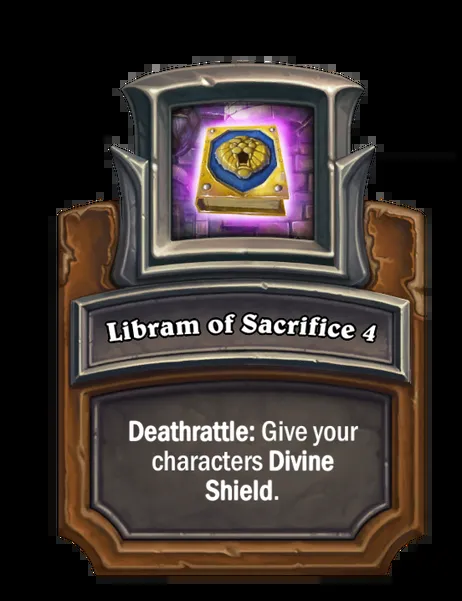 Libram of Sacrifice 4
Deathrattle: Give your
characters Divine
Shield.